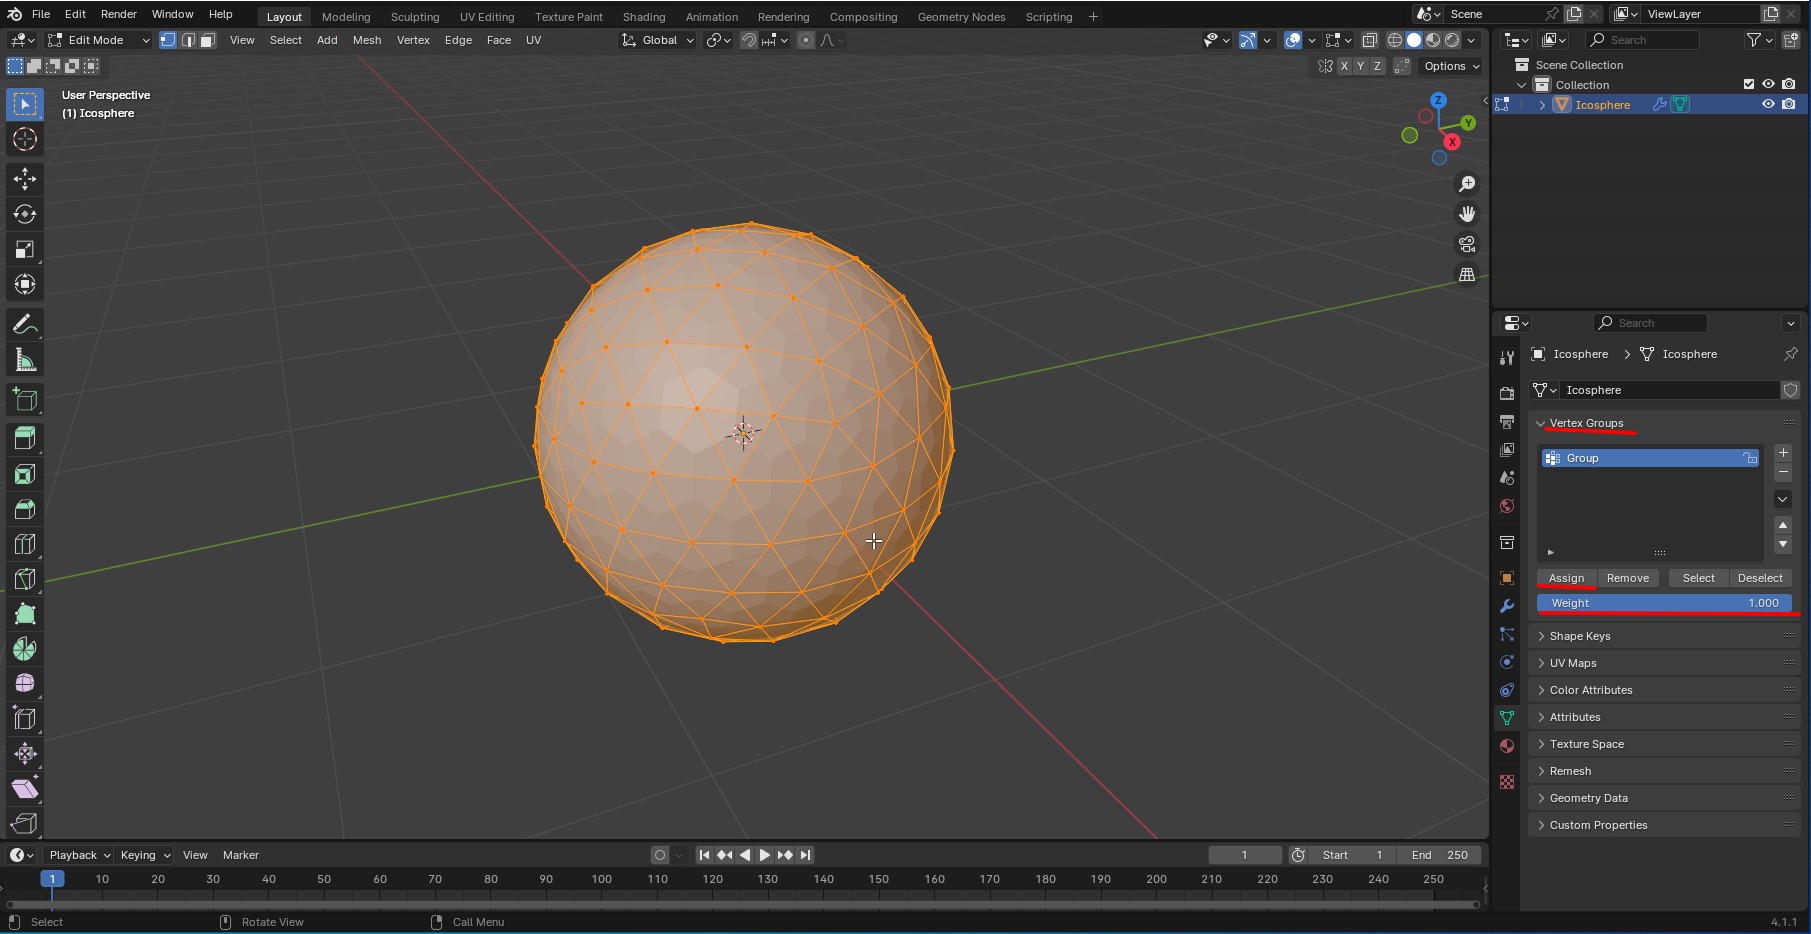 File Edit Render Window Help Layout Modeling Sculpting UV Editing Texture Paint Shading Animation Rendering Compositing Geometry Nodes Scripting + Scene ViewLayer
Edit Mode View Select Add Mesh Vertex Edge Face UV Global Search
X Y Z Options Scene Collection
Collection
User Perspective
(1) Icosphere
Icosphere
Z
Y
X
Search
Icosphere > Icosphere
Icosphere
Vertex Groups
Group
Assign Remove Select Deselect
Weight 1.000
Shape Keys
UV Maps
Color Attributes
Attributes
Texture Space
Remesh
Geometry Data
Custom Properties
Playback Keying View Marker 1 Start 1 End 250
1 10 20 30 40 50 60 70 80 90 100 110 120 130 140 150 160 170 180 190 200 210 220 230 240 250
Select Rotate View Call Menu 4.1.1